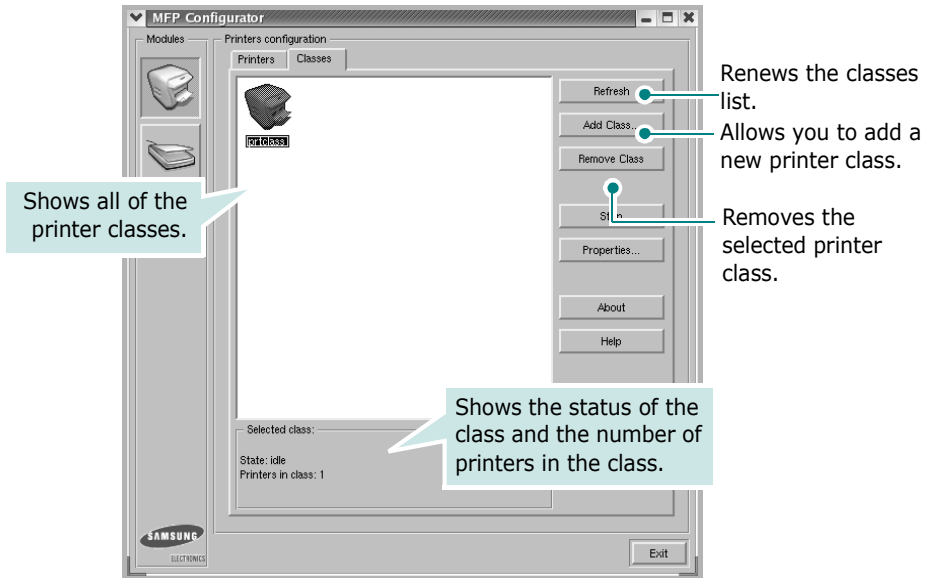 MFP Configurator
Modules
Printers configuration
Printers
Classes
prtclass
Refresh
Add Class..
Remove Class
Properties...
About
Help
Selected class:
State: idle
Printers in class: 1
SAMSUNG
ELECTRONICS
Exit
Shows all of the
printer classes.
Renews the classes
list.
Allows you to add a
new printer class.
Removes the
selected printer
class.
Shows the status of the
class and the number of
printers in the class.